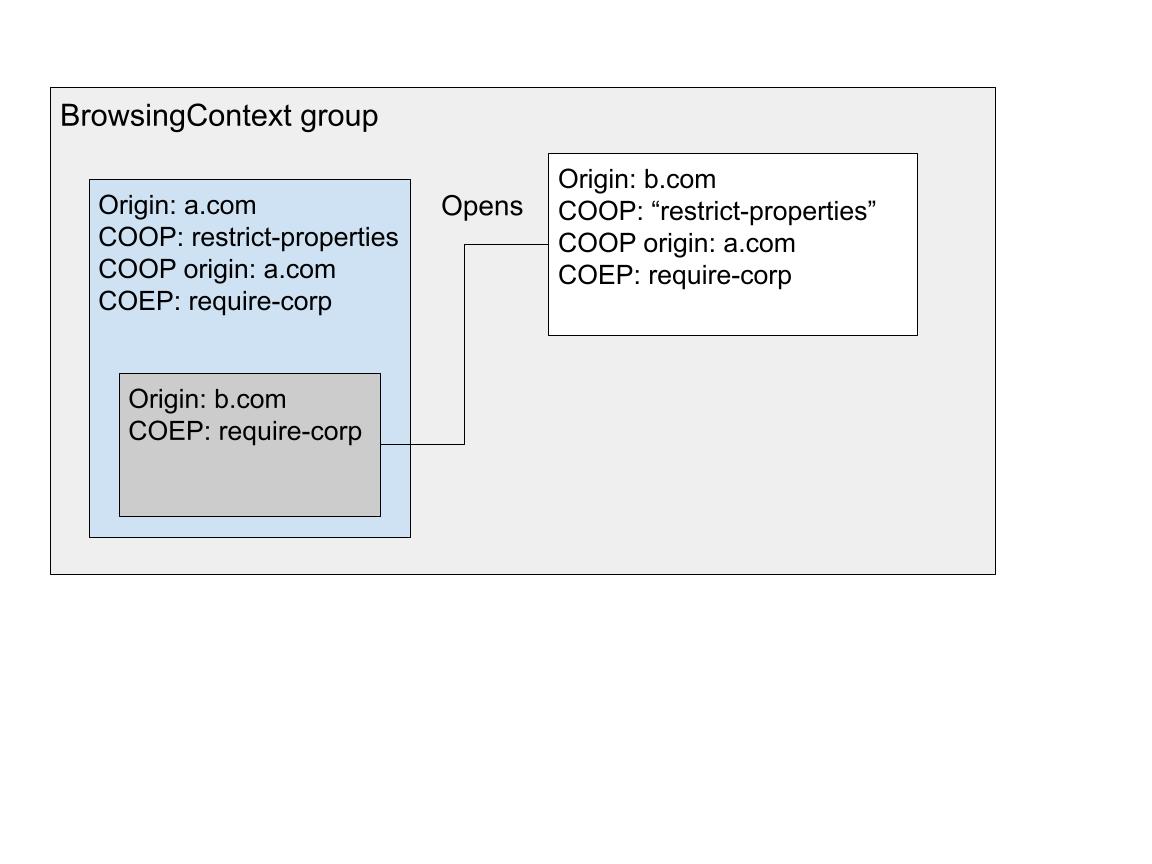 BrowsingContext group
Origin: a.com
COOP: restrict-properties
COOP origin: a.com
COEP: require-corp
Origin: b.com
COEP: require-corp
Opens
Origin: b.com
COOP: “restrict-properties”
COOP origin: a.com
COEP: require-corp